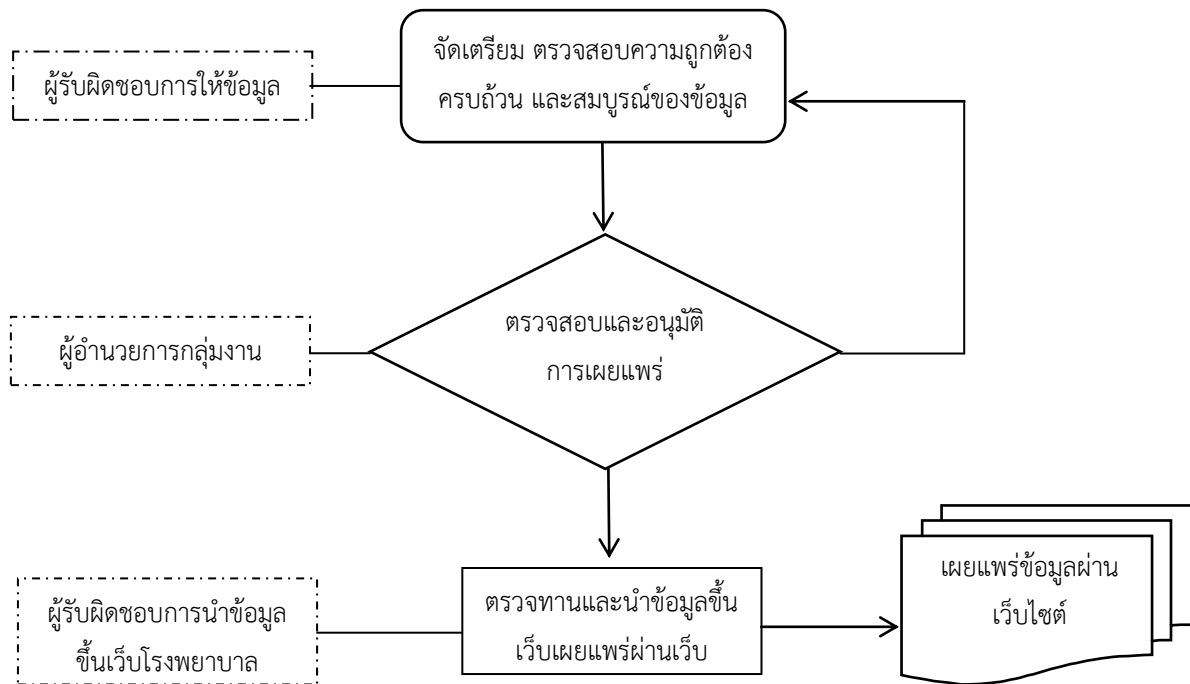 ผู้รับผิดชอบการให้ข้อมูล
จัดเตรียม ตรวจสอบความถูกต้อง
ครบถ้วน และสมบูรณ์ของข้อมูล
ผู้อำนวยการกลุ่มงาน
ตรวจสอบและอนุมัติ
การเผยแพร่
ผู้รับผิดชอบการนำข้อมูล
ขึ้นเว็บโรงพยาบาล
ตรวจทานและนำข้อมูลขึ้น
เว็บเผยแพร่ผ่านเว็บ
เผยแพร่ข้อมูลผ่าน
เว็บไซต์